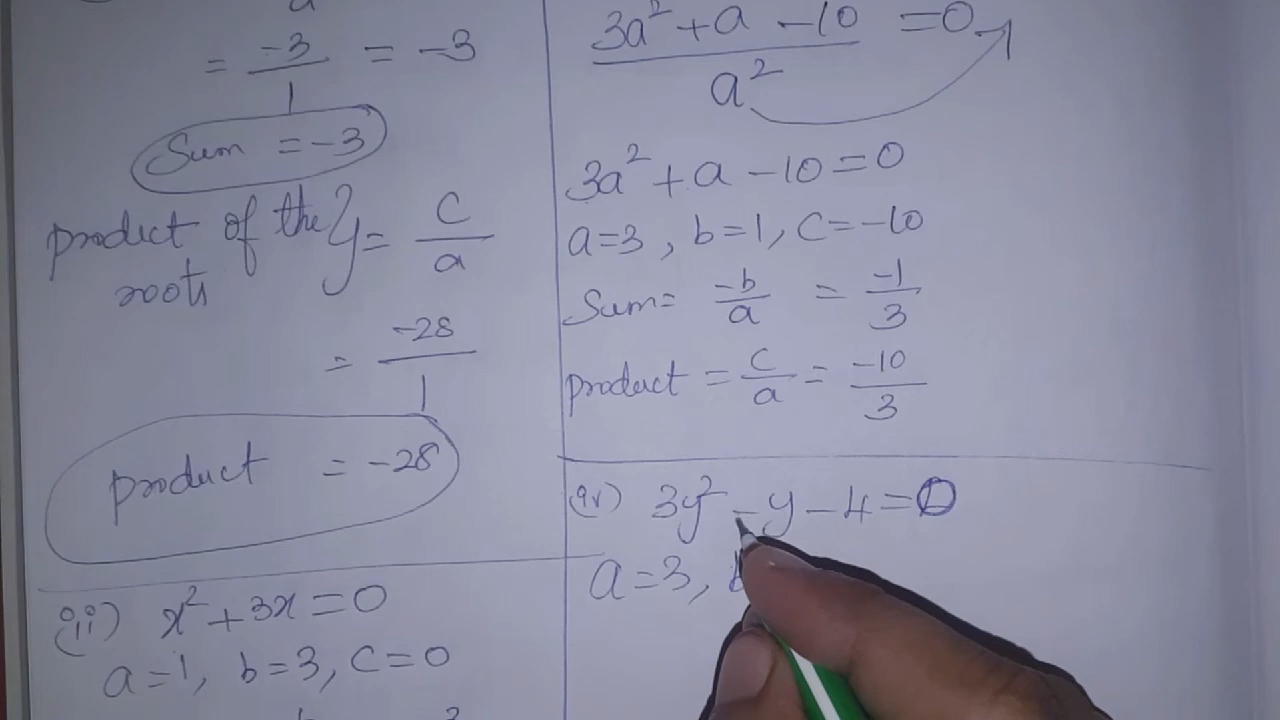 a
= -3/1 = -3
Sum = -3
product of the roots } = c/a
= -28/1
product = -28
(ii) x² + 3x = 0
a = 1, b = 3, c = 0
3a² + a - 10 / a² = 0
3a² + a - 10 = 0
a = 3, b = 1, c = -10
Sum = -b/a = -1/3
product = c/a = -10/3
(iv) 3y² - y - 4 = 0
a = 3, b